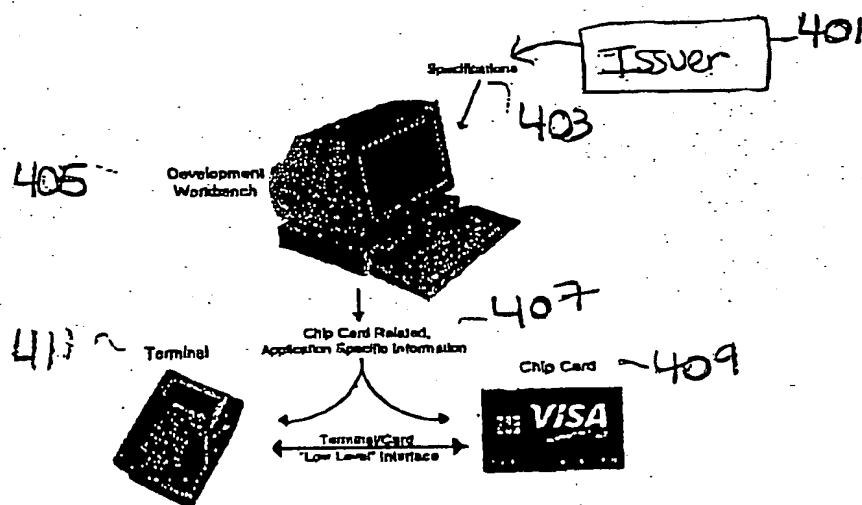 401
Issuer
Specifications
403
405
Development
Workbench
407
Chip Card Related,
Application Specific Information
Terminal
Chip Card
409
VISA
Terminal/Card
"Low Level" Interface